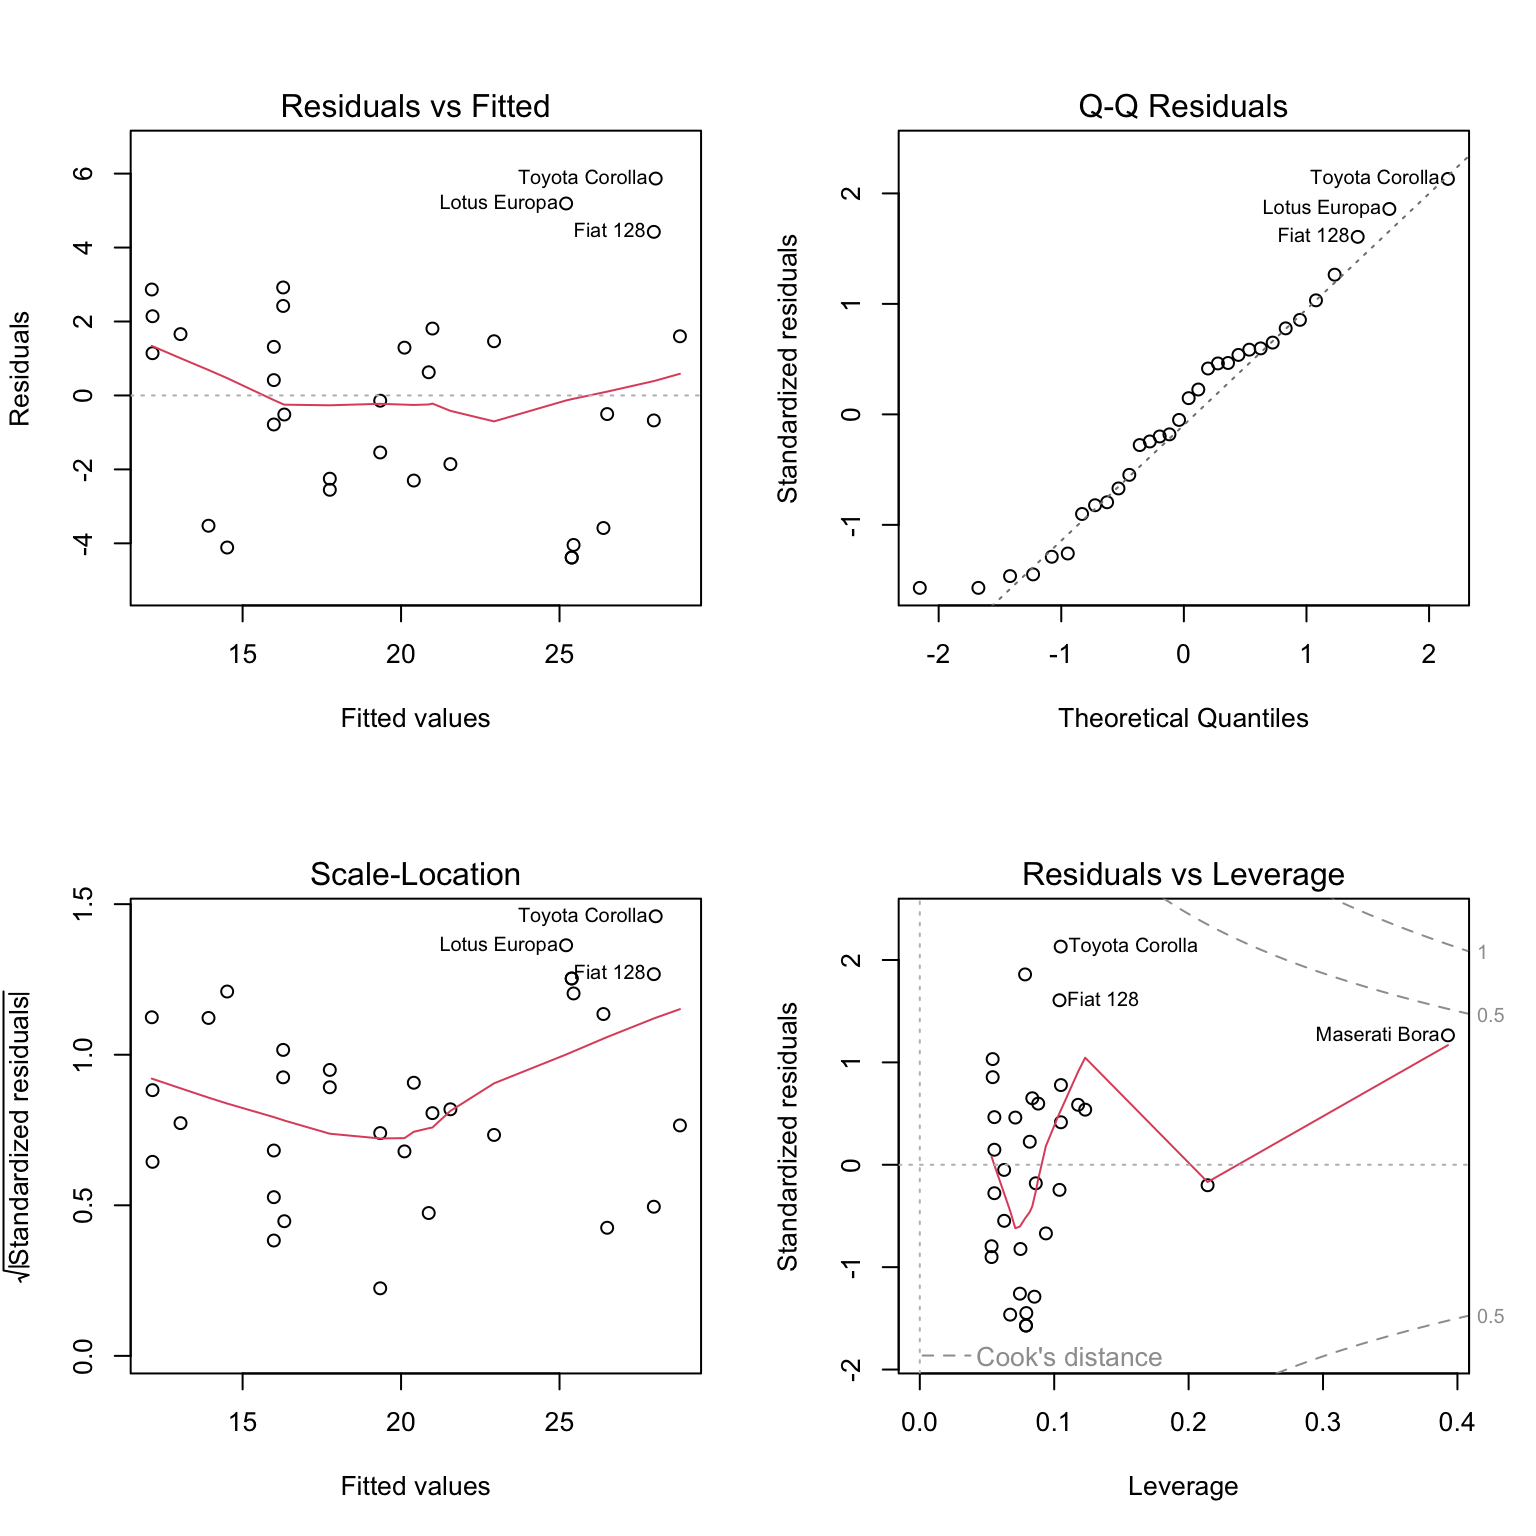 Residuals vs Fitted
Residuals
6
4
2
0
-2
-4
Toyota Corolla
Lotus Europa
Fiat 128
15 20 25
Fitted values
Q-Q Residuals
Standardized residuals
2
1
0
-1
Toyota Corolla
Lotus Europa
Fiat 128
-2 -1 0 1 2
Theoretical Quantiles
Scale-Location
√|Standardized residuals|
1.5
1.0
0.5
0.0
Toyota Corolla
Lotus Europa
Fiat 128
15 20 25
Fitted values
Residuals vs Leverage
Standardized residuals
2
1
0
-1
-2
Toyota Corolla
Fiat 128
Maserati Bora
1
0.5
0.5
Cook's distance
0.0 0.1 0.2 0.3 0.4
Leverage